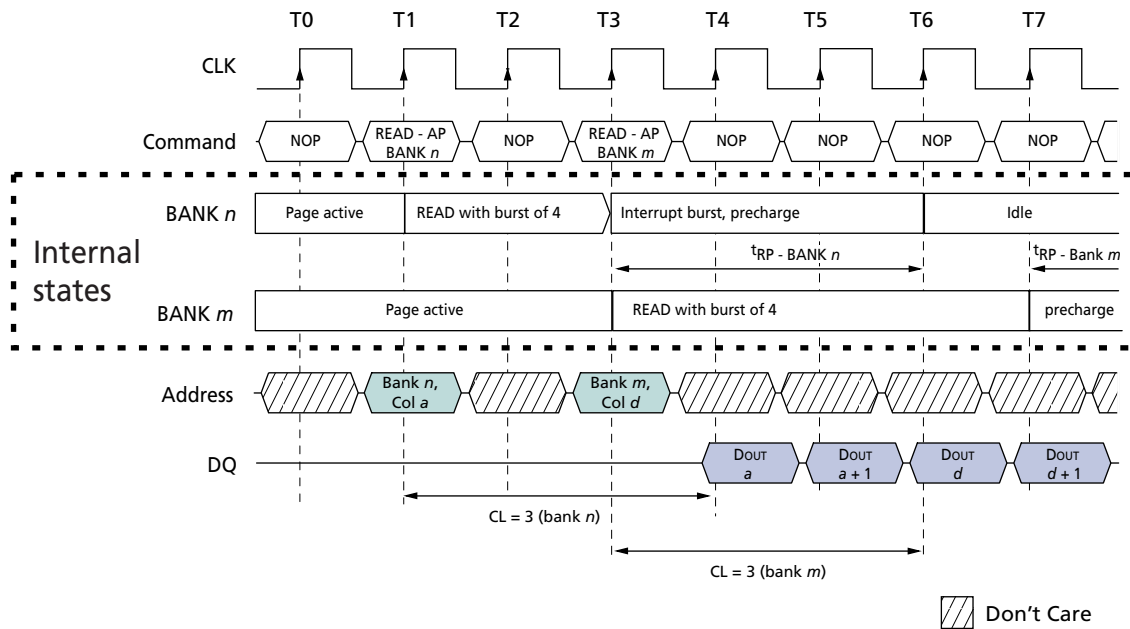 T0 T1 T2 T3 T4 T5 T6 T7
CLK
Command NOP READ - AP BANK n NOP READ - AP BANK m NOP NOP NOP NOP
BANK n Page active READ with burst of 4 Interrupt burst, precharge Idle
Internal states
tRP - BANK n tRP - Bank m
BANK m Page active READ with burst of 4 precharge
Address Bank n, Col a Bank m, Col d
DQ DOUT a DOUT a + 1 DOUT d DOUT d + 1
CL = 3 (bank n)
CL = 3 (bank m)
Don't Care